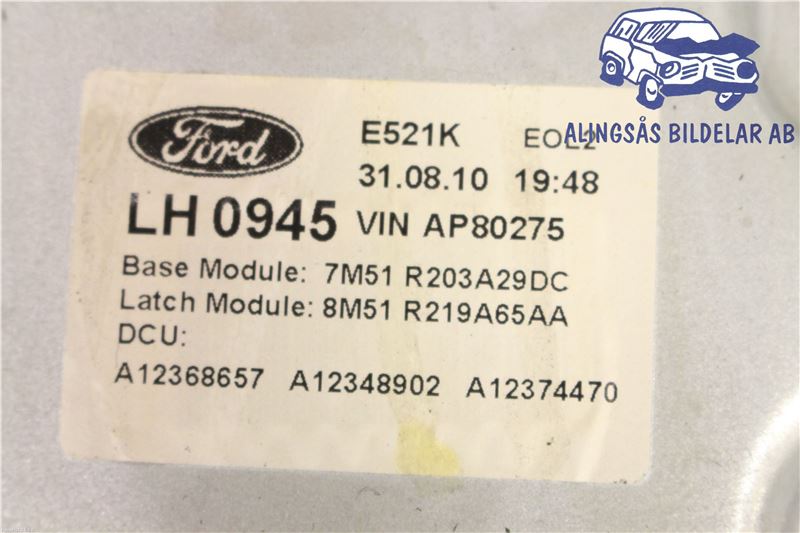 ALINGSÅS BILDELAR AB
Ford
E521K EOL2
31.08.10 19:48
LH 0945 VIN AP80275
Base Module: 7M51 R203A29DC
Latch Module: 8M51 R219A65AA
DCU:
A12368657 A12348902 A12374470